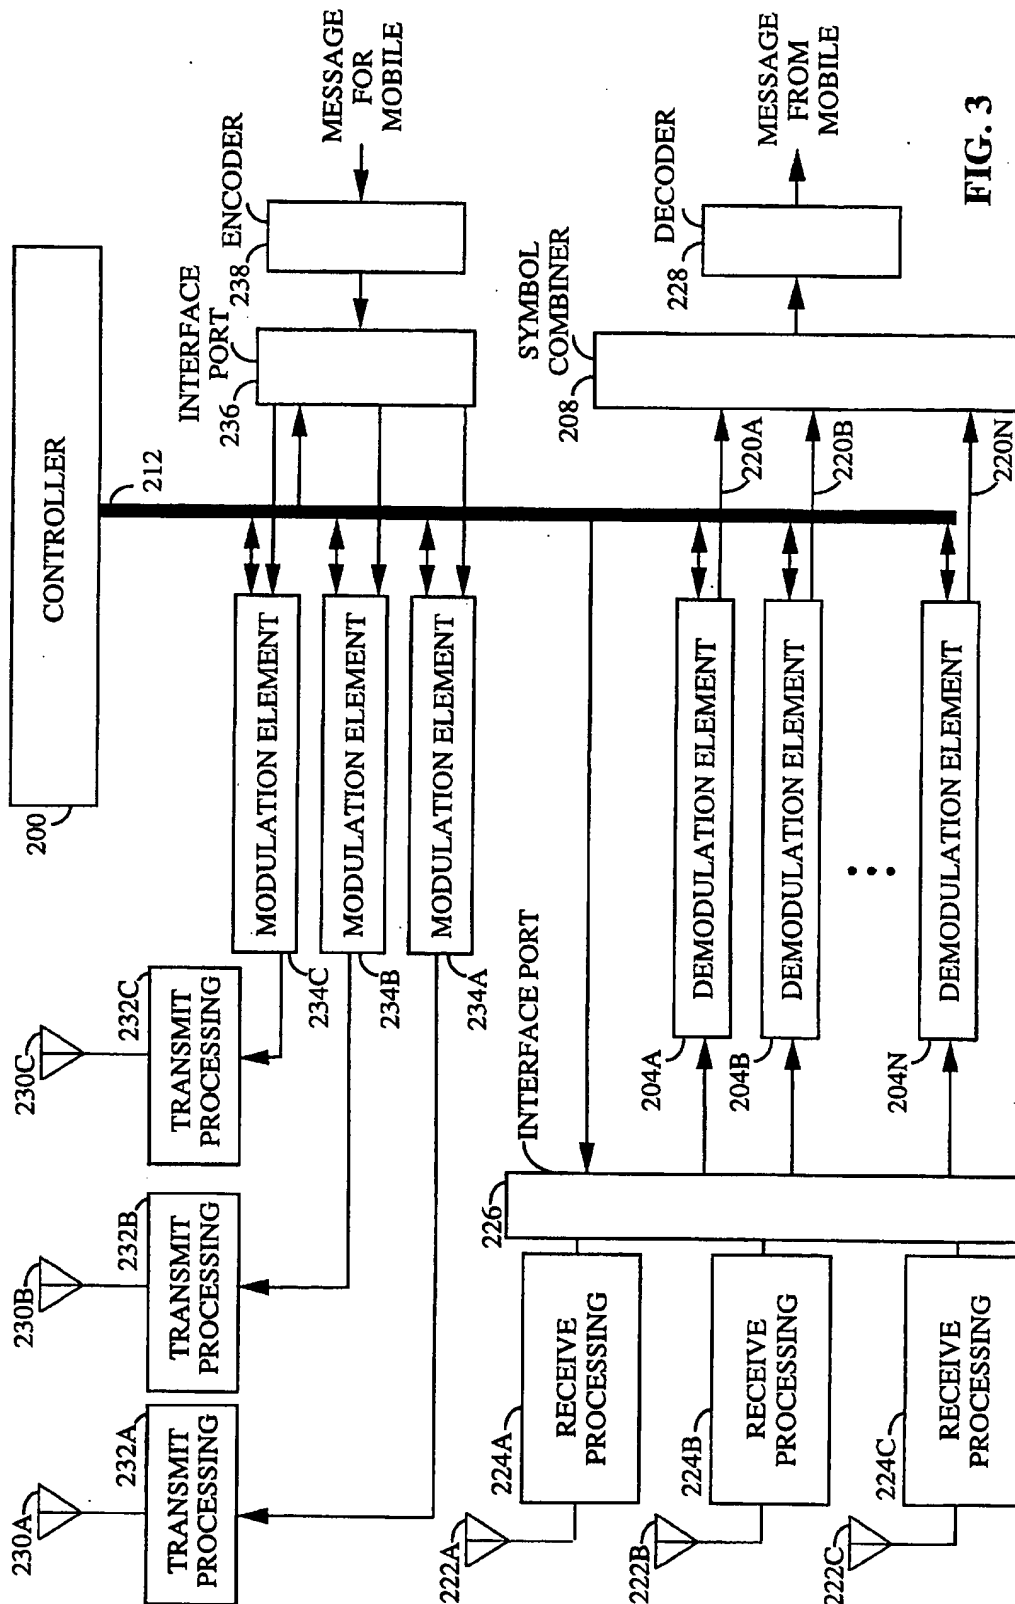 CONTROLLER
200
212
230A
230B
230C
232A
TRANSMIT
PROCESSING
232B
TRANSMIT
PROCESSING
232C
TRANSMIT
PROCESSING
MODULATION ELEMENT
234C
MODULATION ELEMENT
234B
MODULATION ELEMENT
234A
INTERFACE
PORT
236
ENCODER
238
MESSAGE
FOR
MOBILE
222A
224A
RECEIVE
PROCESSING
222B
224B
RECEIVE
PROCESSING
222C
224C
RECEIVE
PROCESSING
226
INTERFACE PORT
204A
DEMODULATION ELEMENT
204B
DEMODULATION ELEMENT
204N
DEMODULATION ELEMENT
220A
220B
220N
SYMBOL
COMBINER
208
DECODER
228
MESSAGE
FROM
MOBILE
FIG. 3